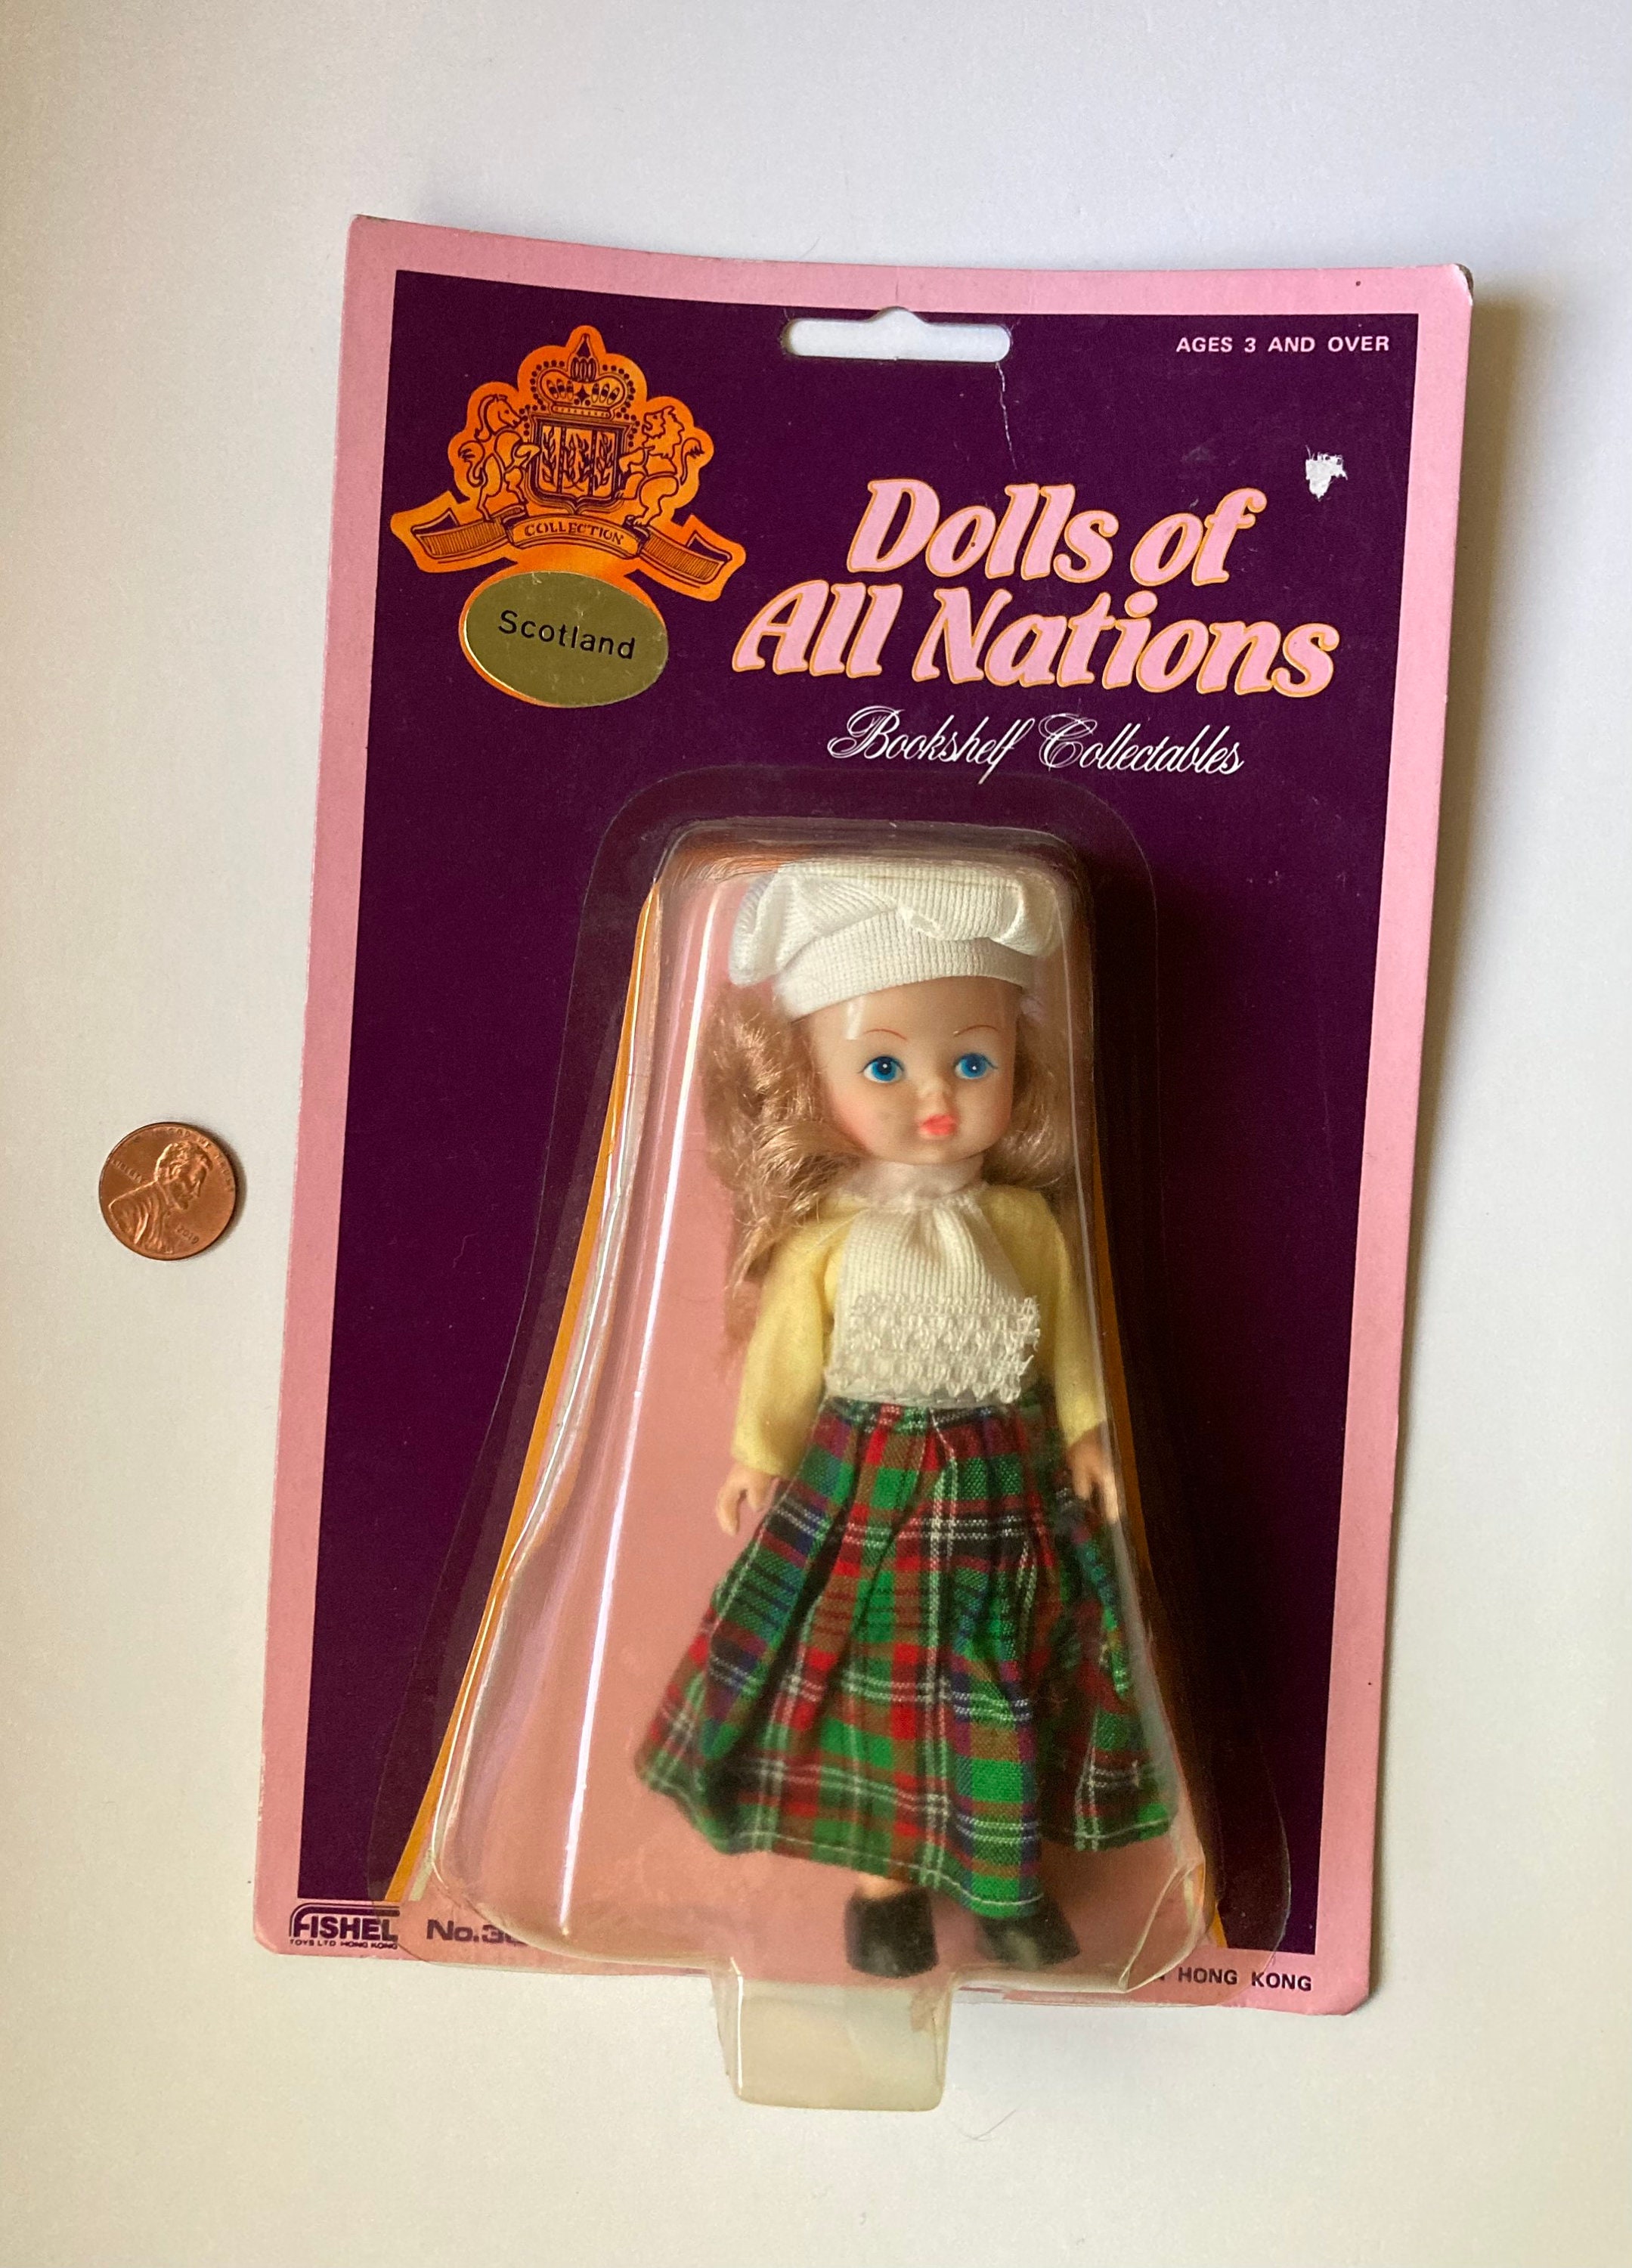 AGES 3 AND OVER
COLLECTION
Scotland
Dolls of
All Nations
Bookshelf Collectables
FISHEL
TOYS LTD HONG KONG
HONG KONG
2019